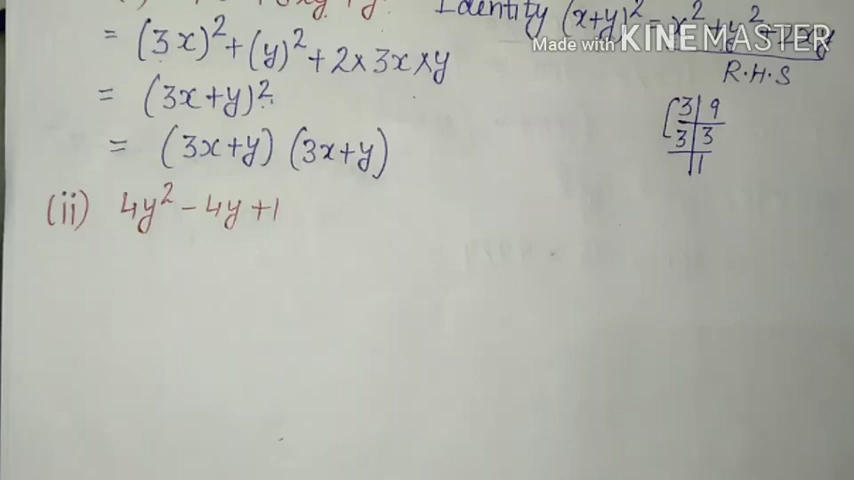 Identity (x+y)² = x² + y² + 2xy
Made with KINEMASTER
= (3x)² + (y)² + 2 × 3x × y
R.H.S
= (3x+y)²
3 | 9
3 | 3
1
= (3x+y) (3x+y)
(ii) 4y² - 4y + 1